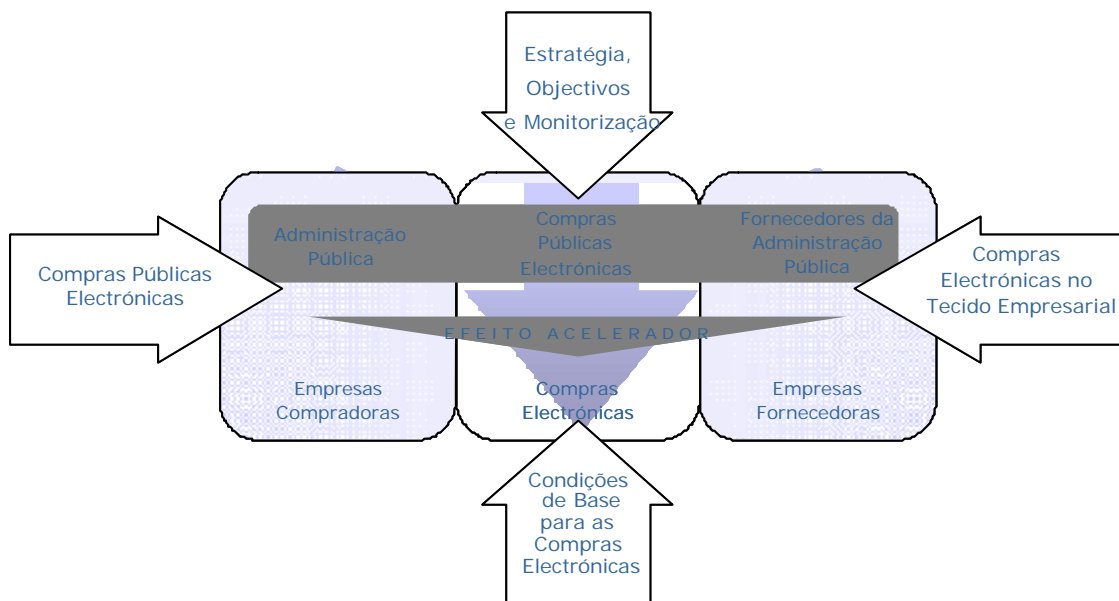 Estratégia,
Objectivos
e Monitorização
Compras Públicas
Electrónicas
Administração
Pública
Compras
Públicas
Electrónicas
Fornecedores da
Administração
Pública
Compras
Electrónicas no
Tecido Empresarial
EFEITO ACELERADOR
Empresas
Compradoras
Compras
Electrónicas
Empresas
Fornecedoras
Condições
de Base
para as
Compras
Electrónicas